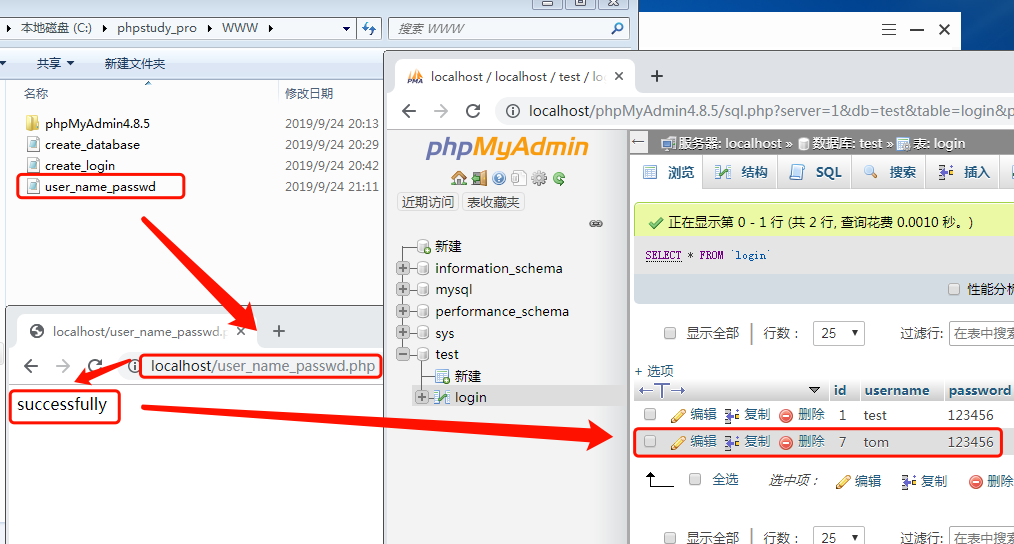 本地磁盘 (C:) phpstudy_pro WWW
搜索 WWW
共享 新建文件夹
名称 修改日期
phpMyAdmin4.8.5 2019/9/24 20:13
create_database 2019/9/24 20:29
create_login 2019/9/24 20:42
user_name_passwd 2019/9/24 21:11
localhost/user_name_passwd.p
localhost/user_name_passwd.php
successfully
localhost / localhost / test / lo
localhost/phpMyAdmin4.8.5/sql.php?server=1&db=test&table=login&p
phpMyAdmin
近期访问 表收藏夹
新建
information_schema
mysql
performance_schema
sys
test
新建
login
服务器: localhost » 数据库: test » 表: login
浏览 结构 SQL 搜索 插入
正在显示第 0 - 1 行 (共 2 行, 查询花费 0.0010 秒。)
SELECT * FROM `login`
性能分析
显示全部 行数： 25 过滤行: 在表中搜索
+ 选项
←T→ id username password
编辑 复制 删除 1 test 123456
编辑 复制 删除 7 tom 123456
全选 选中项： 编辑 复制 删除
显示全部 行数： 25 过滤行: 在表中搜索